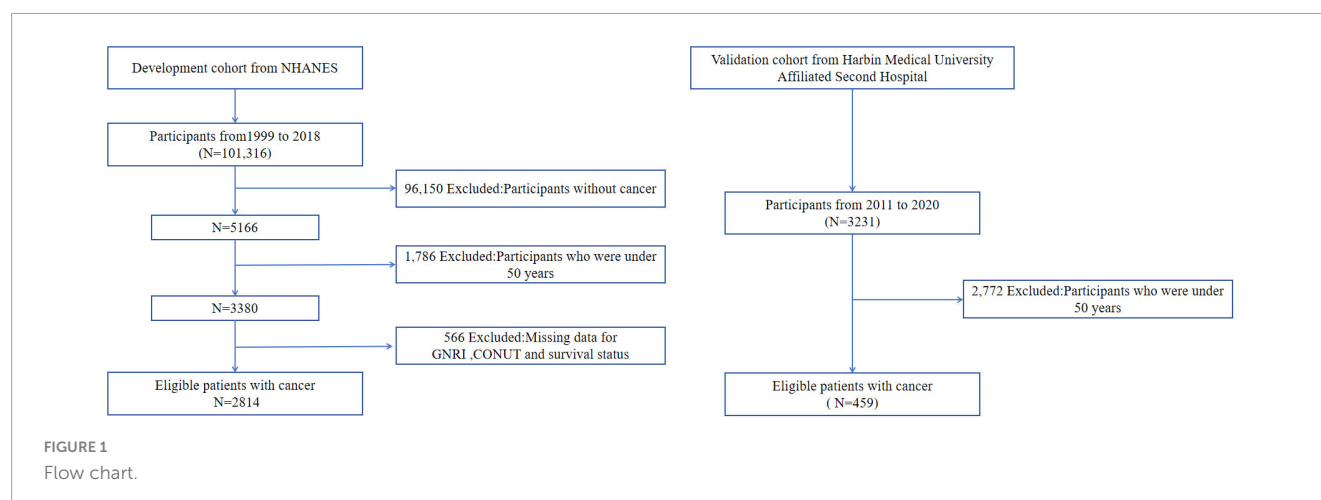 Development cohort from NHANES
Participants from1999 to 2018
(N=101,316)
96,150 Excluded:Participants without cancer
N=5166
1,786 Excluded:Participants who were under
50 years
N=3380
566 Excluded:Missing data for
GNRI ,CONUT and survival status
Eligible patients with cancer
N=2814
Validation cohort from Harbin Medical University
Affiliated Second Hospital
Participants from 2011 to 2020
(N=3231)
2,772 Excluded:Participants who were under
50 years
Eligible patients with cancer
( N=459)
FIGURE 1
Flow chart.